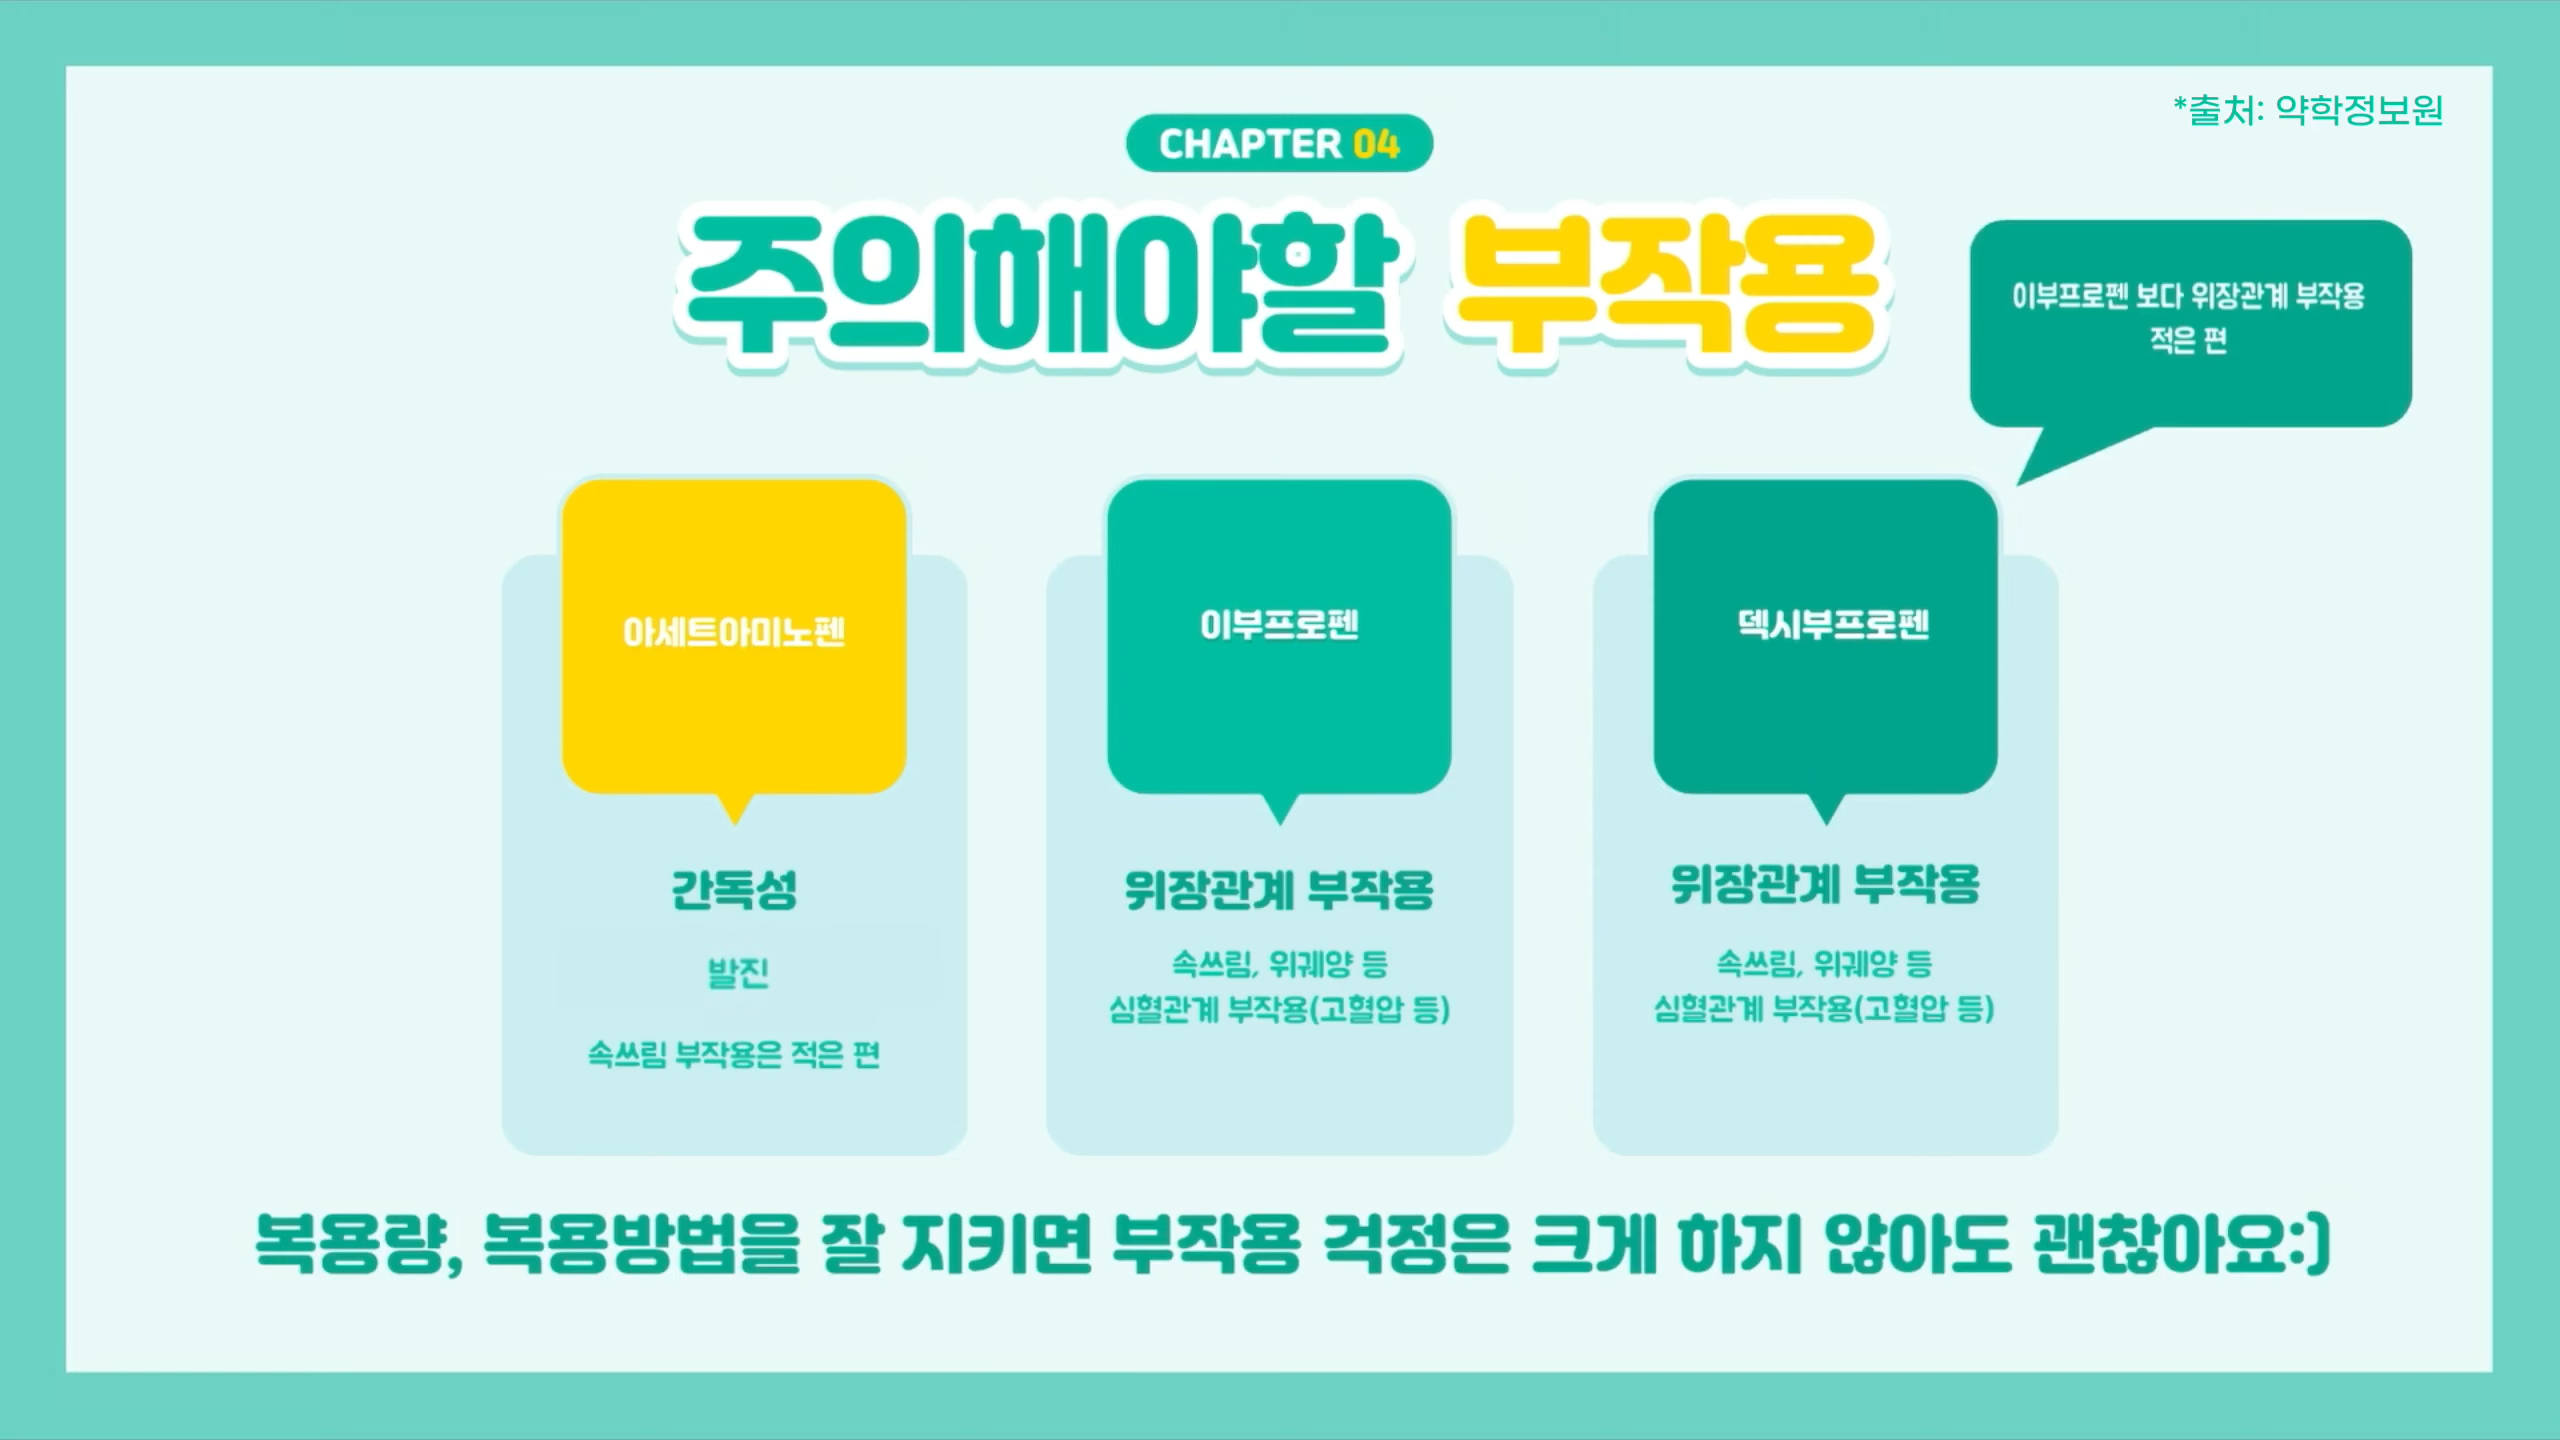 *출처: 약학정보원
CHAPTER 04
주의해야할 부작용
이부프로펜 보다 위장관계 부작용
적은 편
아세트아미노펜
간독성
발진
속쓰림 부작용은 적은 편
이부프로펜
위장관계 부작용
속쓰림, 위궤양 등
심혈관계 부작용(고혈압 등)
덱시부프로펜
위장관계 부작용
속쓰림, 위궤양 등
심혈관계 부작용(고혈압 등)
복용량, 복용방법을 잘 지키면 부작용 걱정은 크게 하지 않아도 괜찮아요:)